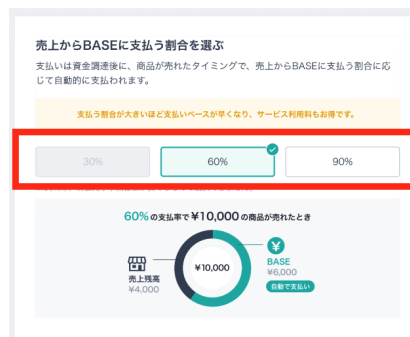 売上からBASEに支払う割合を選ぶ
支払いは資金調達後に、商品が売れたタイミングで、売上からBASEに支払う割合に応
じて自動的に支払われます。
支払う割合が大きいほど支払いペースが早くなり、サービス利用料もお得です。
30%
60%
90%
60%の支払率で¥10,000の商品が売れたとき
¥10,000
売上残高
¥4,000
BASE
¥6,000
自動で支払い